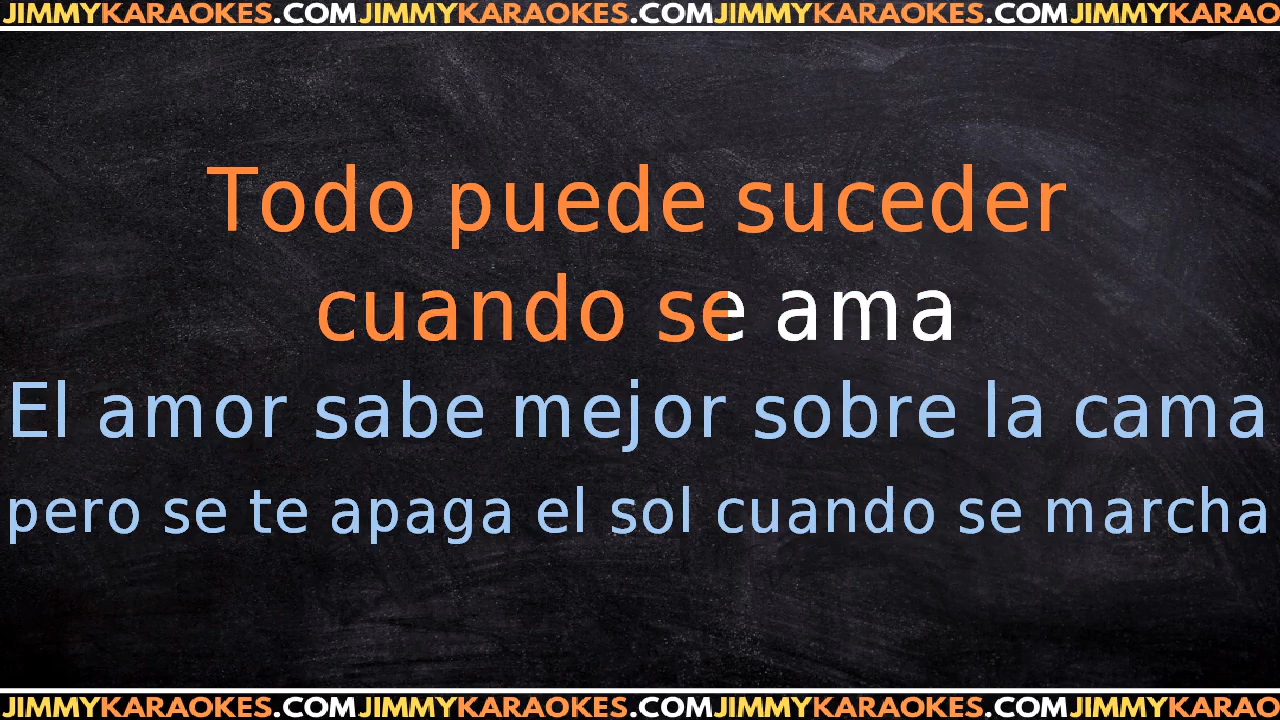 JIMMYKARAOKES.COMJIMMYKARAOKES.COMJIMMYKARAOKES.COMJIMMYKARAO
Todo puede suceder
cuando se ama
El amor sabe mejor sobre la cama
pero se te apaga el sol cuando se marcha
JIMMYKARAOKES.COMJIMMYKARAOKES.COMJIMMYKARAOKES.COMJIMMYKARAO